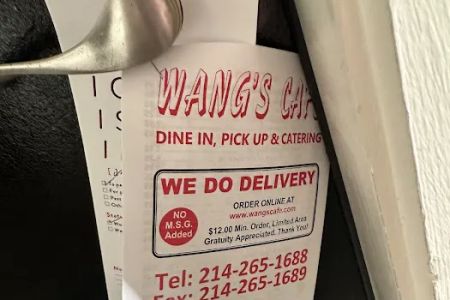 WANG'S CAF
DINE IN, PICK UP & CATERING
WE DO DELIVERY
NO
M.S.G.
Added
ORDER ONLINE AT
www.wangscafe.com
$12.00 Min. Order, Limited Area
Gratuity Appreciated. Thank You!
Tel: 214-265-1688
Fax: 214-265-1689